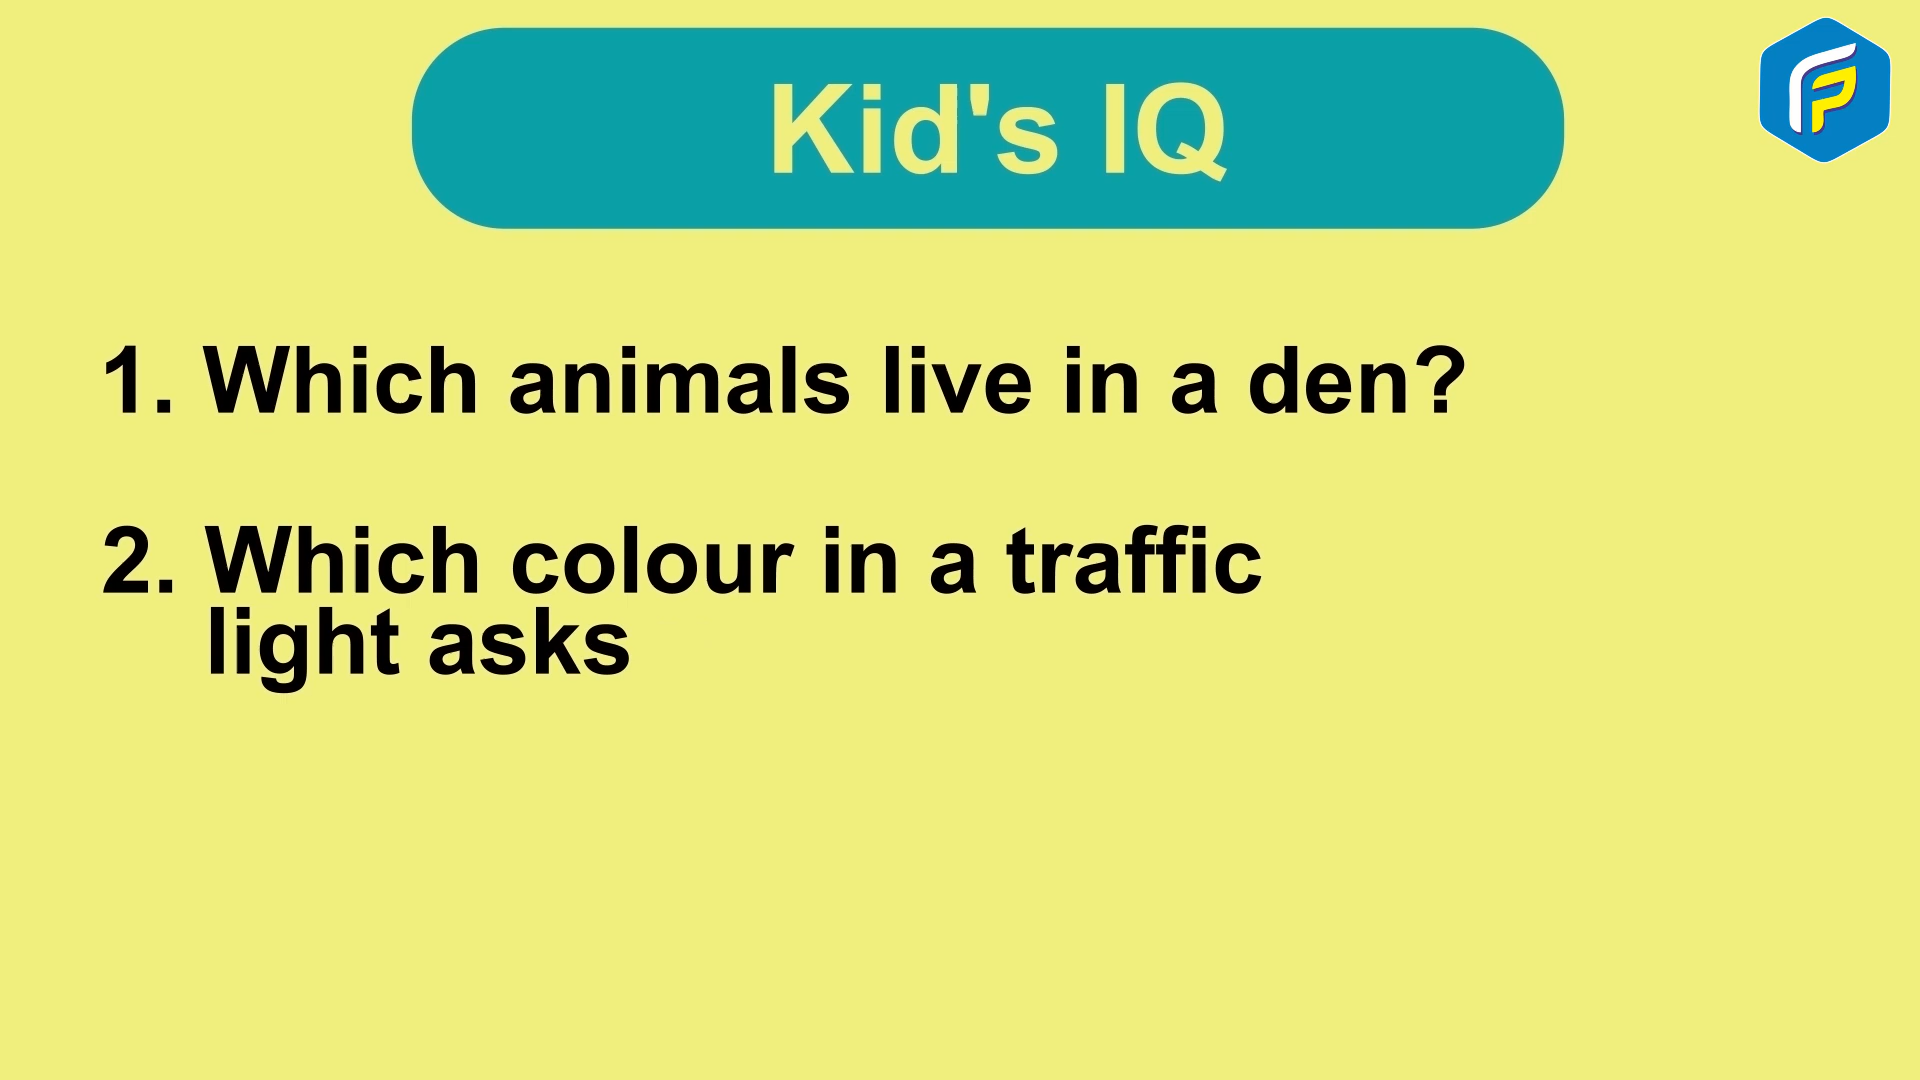 Kid's IQ
1. Which animals live in a den?
2. Which colour in a traffic
light asks